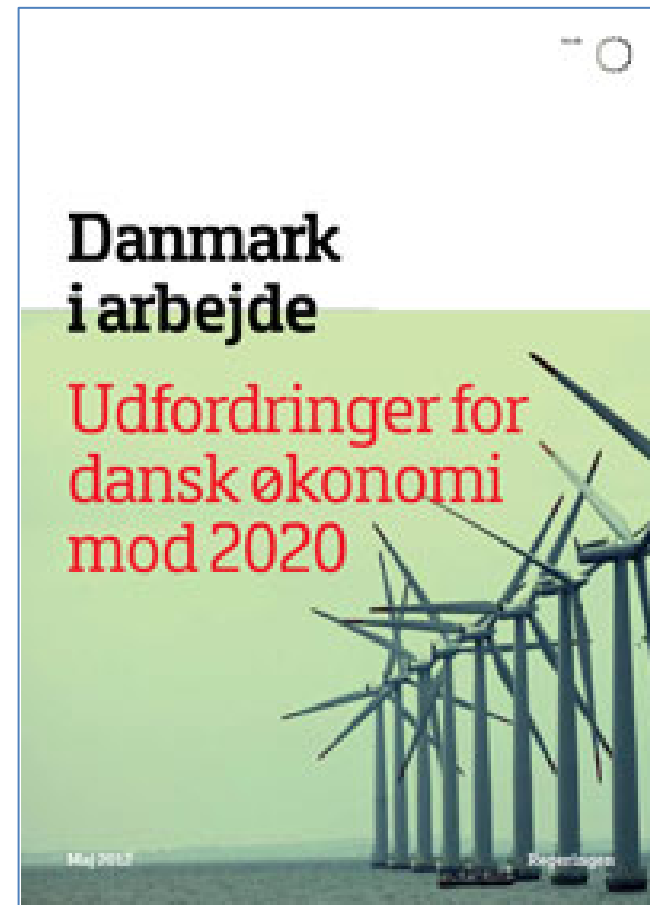 Danmark
i arbejde
Udfordringer for
dansk økonomi
mod 2020
Maj 2012
Regeringen